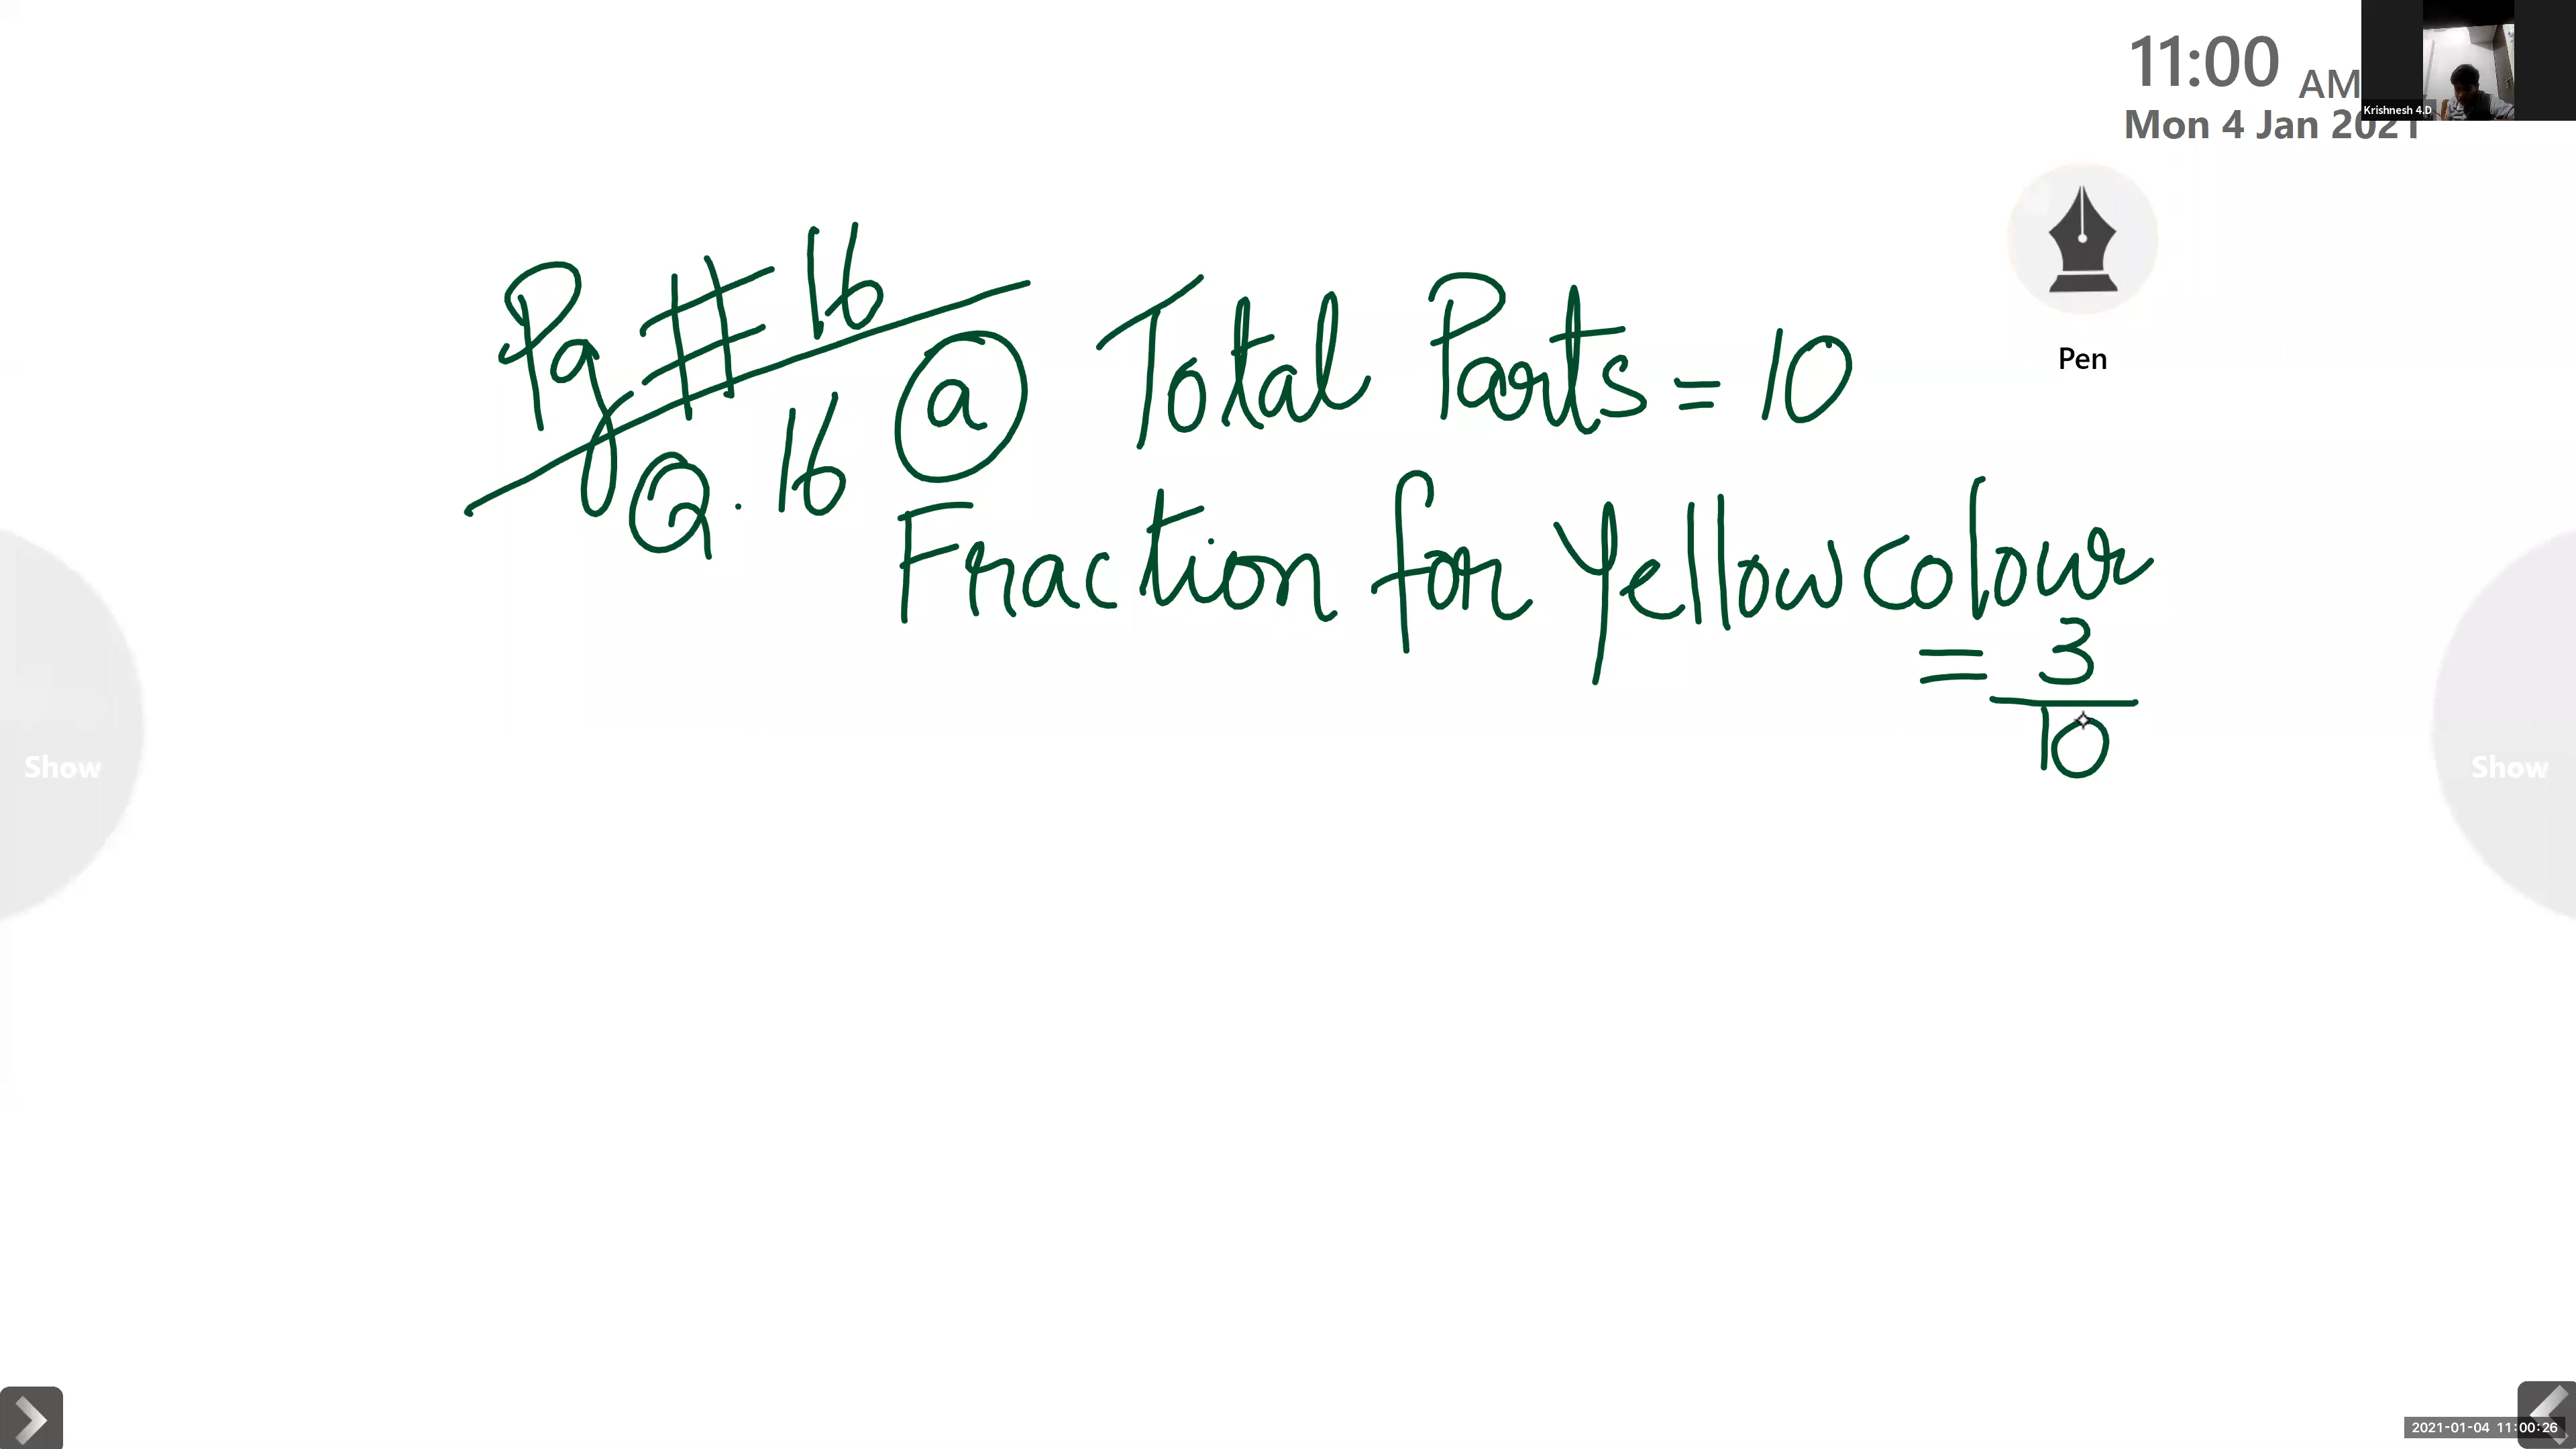 11:00 AM
Mon 4 Jan 2021
Krishnesh 4.D
Pen
Pg # 16
Q.16 (a) Total Parts = 10
Fraction for Yellow colour
= 3/10
Show
Show
2021-01-04 11:00:26